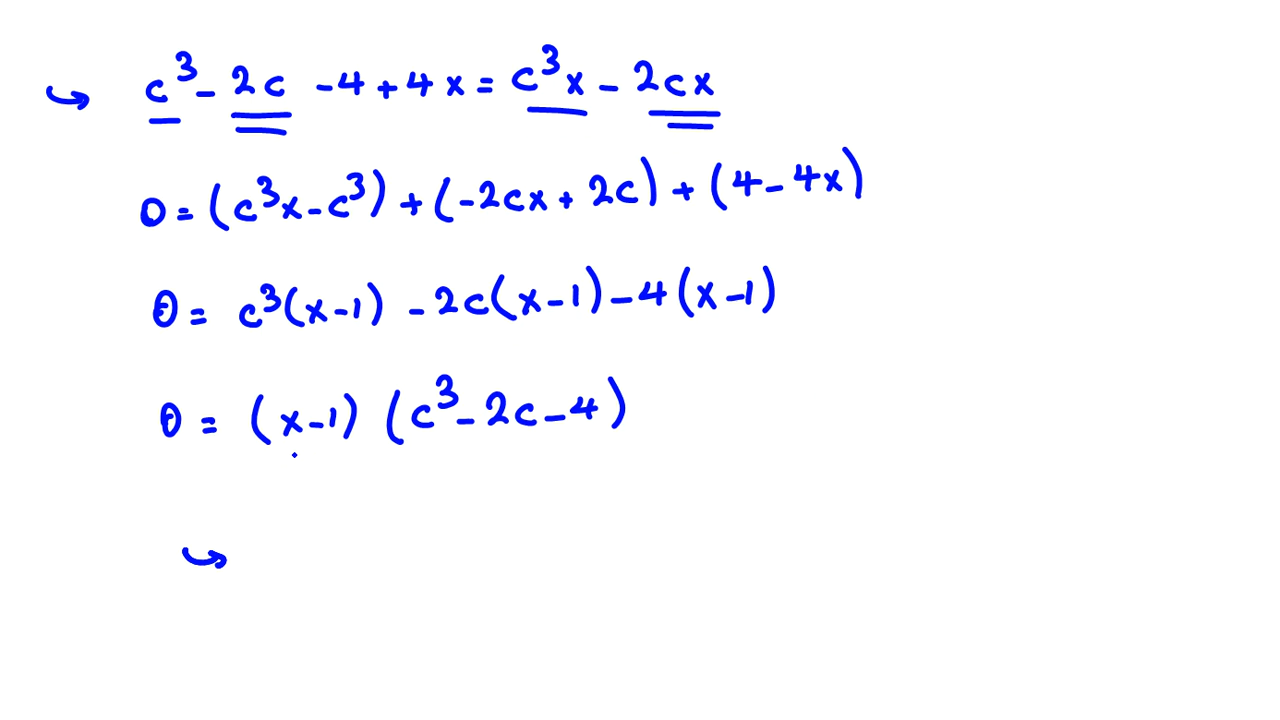 ↪ c³ - 2c - 4 + 4x = c³x - 2cx
0 = (c³x - c³) + (-2cx + 2c) + (4 - 4x)
0 = c³(x-1) - 2c(x-1) - 4(x-1)
0 = (x-1) (c³ - 2c - 4)
↪